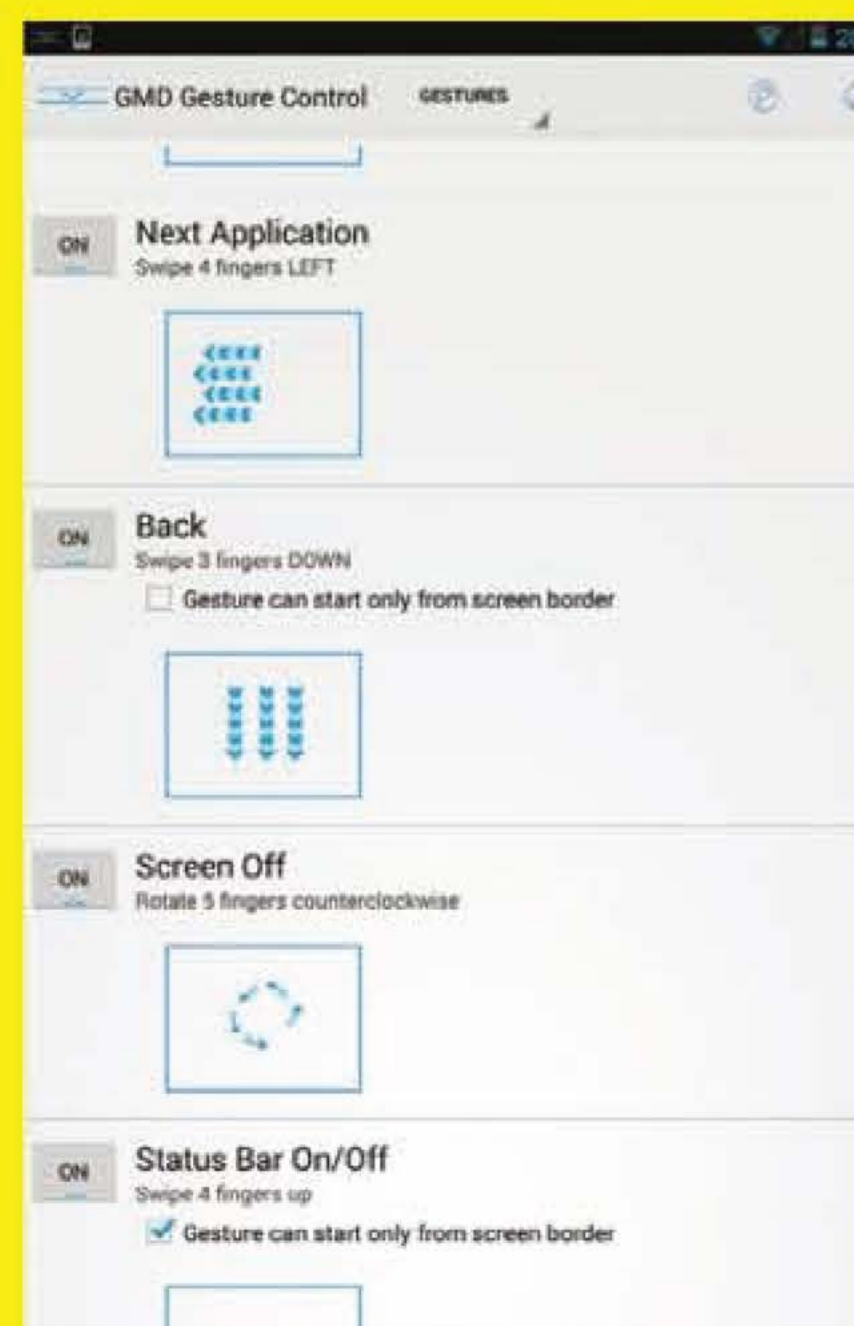 GMD Gesture Control GESTURES
ON Next Application
Swipe 4 fingers LEFT
ON Back
Swipe 3 fingers DOWN
Gesture can start only from screen border
ON Screen Off
Rotate 5 fingers counterclockwise
ON Status Bar On/Off
Swipe 4 fingers up
Gesture can start only from screen border